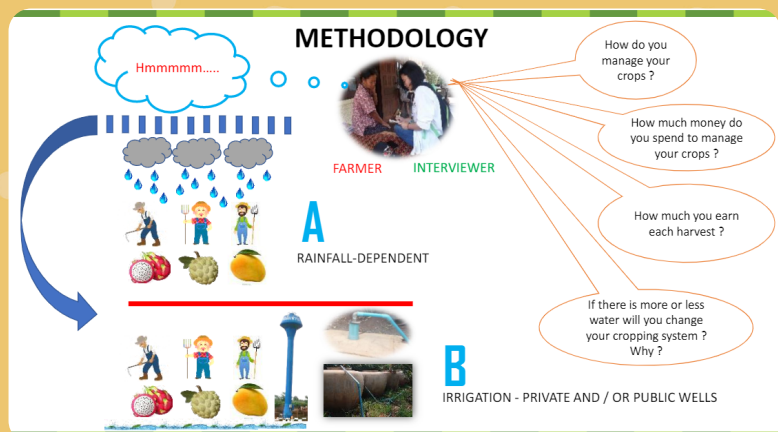 METHODOLOGY
Hmmmmm.....
How do you
manage your
crops ?
How much money do
you spend to manage
your crops ?
FARMER
INTERVIEWER
How much you earn
each harvest ?
A
RAINFALL-DEPENDENT
If there is more or less
water will you change
your cropping system ?
Why ?
B
IRRIGATION - PRIVATE AND / OR PUBLIC WELLS